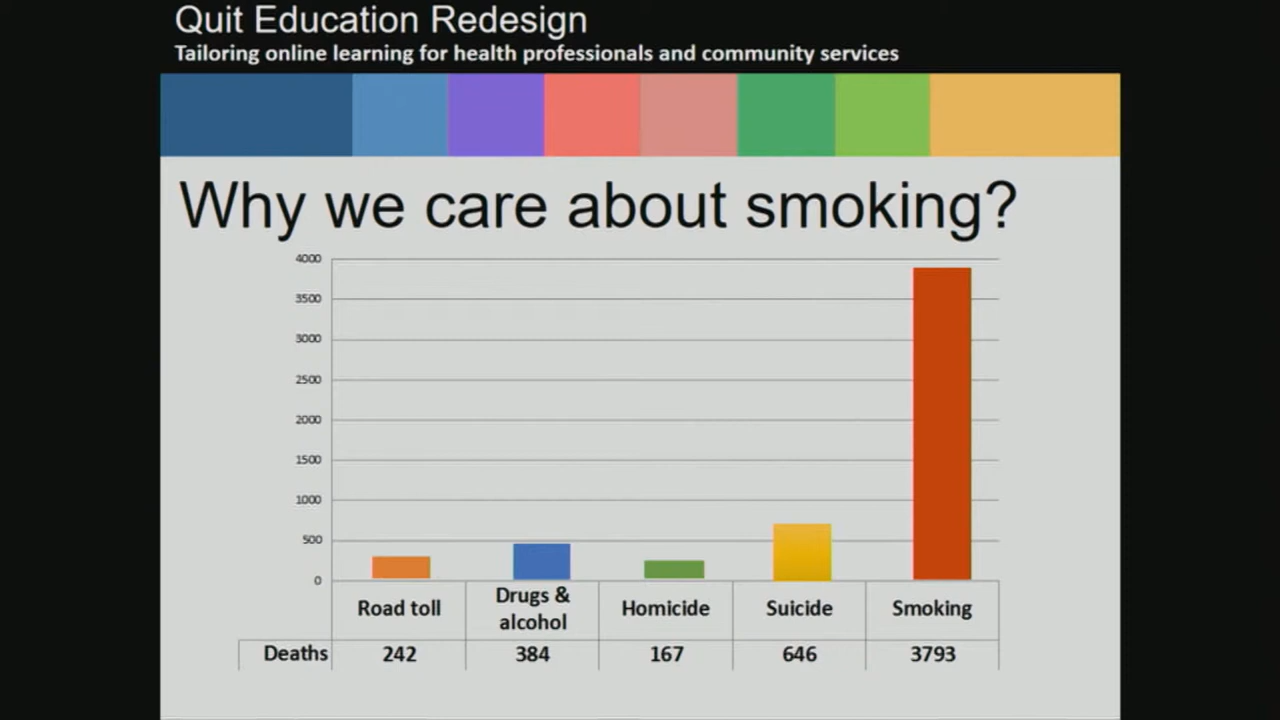 Quit Education Redesign
Tailoring online learning for health professionals and community services
Why we care about smoking?
4000
3500
3000
2500
2000
1500
1000
500
0
Road toll
Drugs &
alcohol
Homicide
Suicide
Smoking
Deaths 242 384 167 646 3793